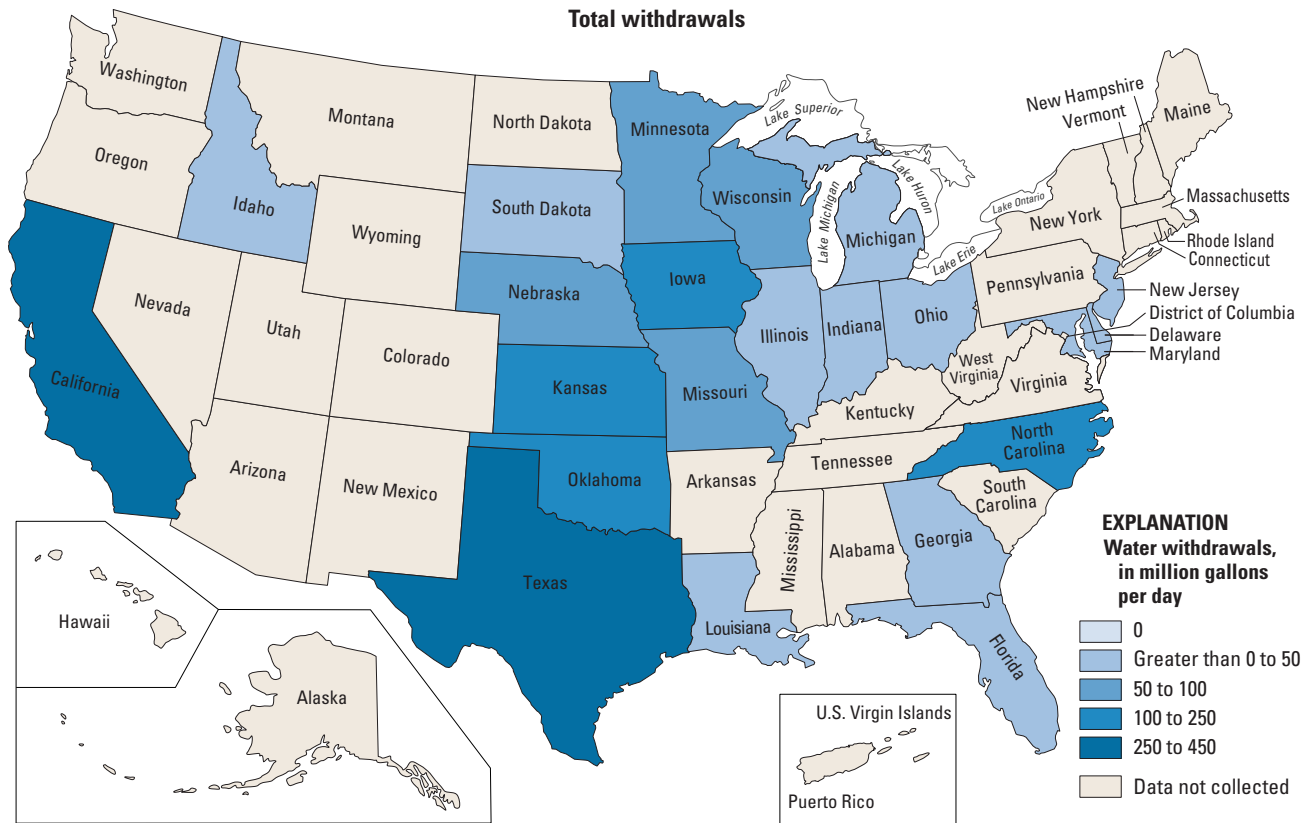 Total withdrawals
Washington
Montana
North Dakota
Minnesota
Lake Superior
New Hampshire
Vermont
Maine
Oregon
Idaho
South Dakota
Wisconsin
Lake Michigan
Lake Huron
Michigan
Lake Ontario
New York
Massachusetts
Wyoming
Lake Erie
Rhode Island
Connecticut
Nevada
Utah
Colorado
Nebraska
Iowa
Illinois
Indiana
Ohio
Pennsylvania
New Jersey
District of Columbia
Delaware
Maryland
California
Kansas
Missouri
West
Virginia
Virginia
Kentucky
Arizona
New Mexico
Oklahoma
Arkansas
Tennessee
North
Carolina
South
Carolina
Texas
Louisiana
Mississippi
Alabama
Georgia
Florida
Hawaii
Alaska
U.S. Virgin Islands
Puerto Rico
EXPLANATION
Water withdrawals,
in million gallons
per day
0
Greater than 0 to 50
50 to 100
100 to 250
250 to 450
Data not collected